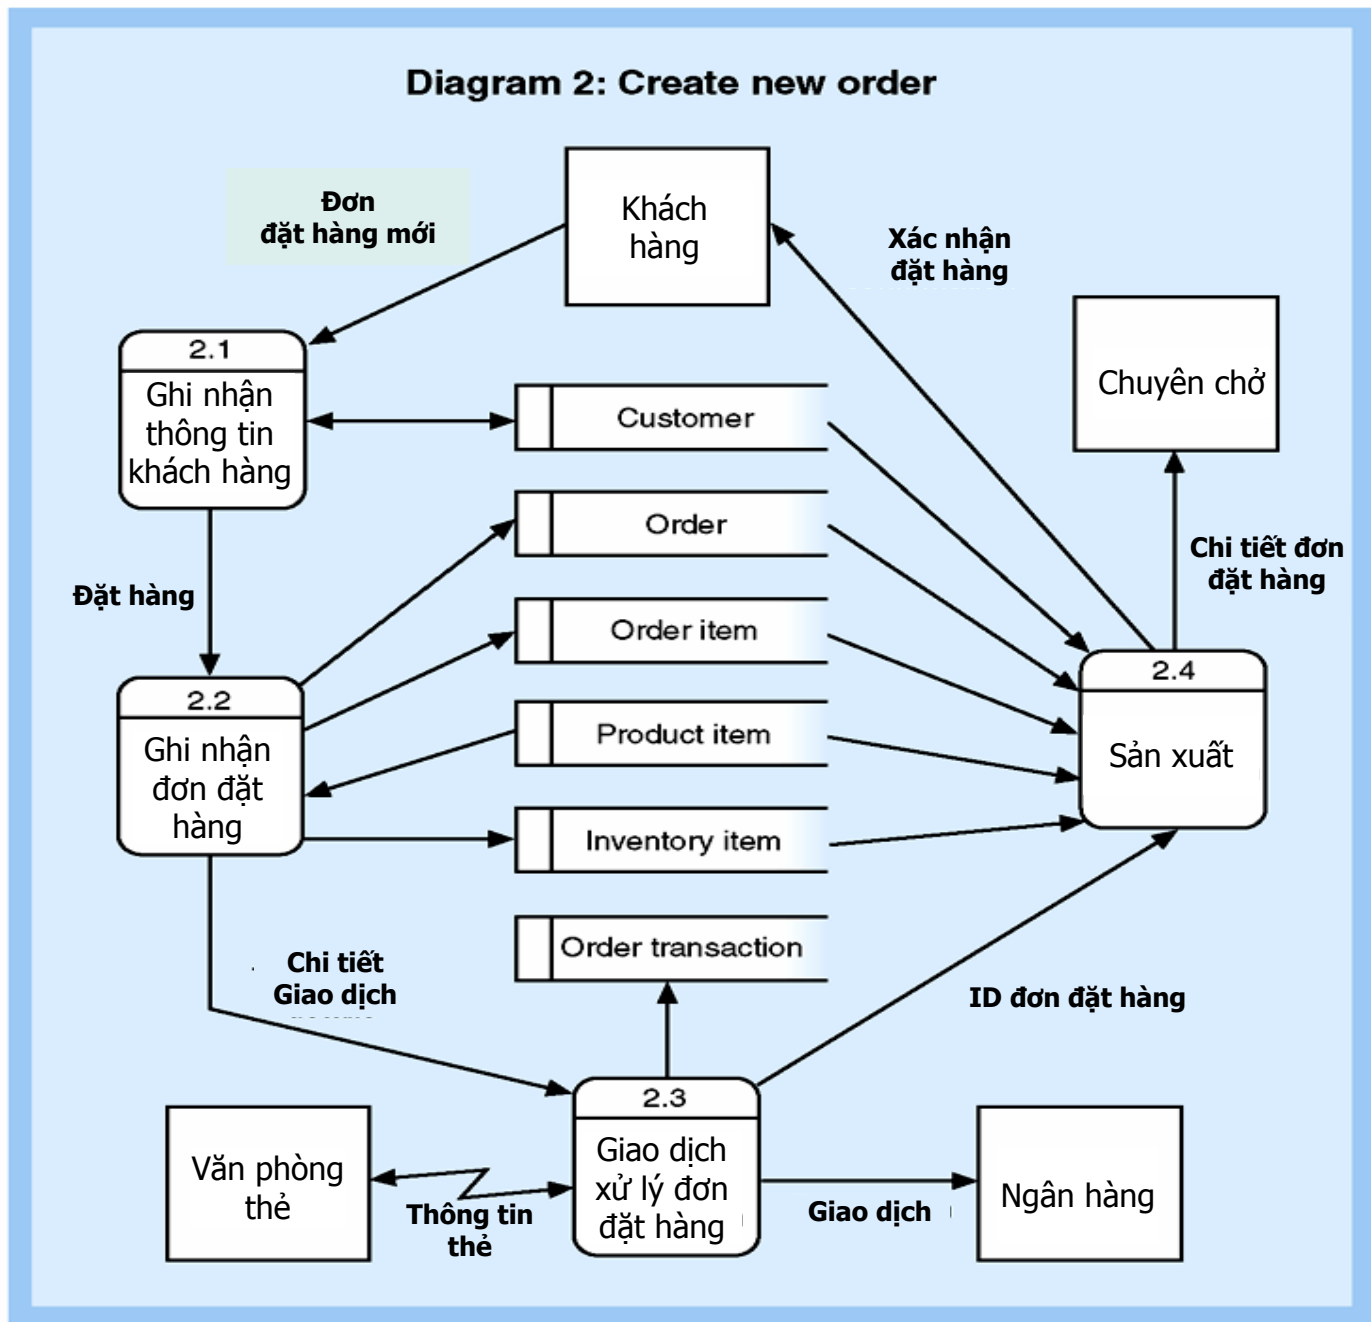 Diagram 2: Create new order
Đơn
đặt hàng mới
Khách
hàng
Xác nhận
đặt hàng
2.1
Ghi nhận
thông tin
khách hàng
Customer
Chuyên chở
Order
Chi tiết đơn
đặt hàng
Đặt hàng
Order item
2.2
Ghi nhận
đơn đặt
hàng
Product item
2.4
Sản xuất
Inventory item
Chi tiết
Giao dịch
Order transaction
ID đơn đặt hàng
2.3
Giao dịch
xử lý đơn
đặt hàng
Văn phòng
thẻ
Thông tin
thẻ
Giao dịch
Ngân hàng